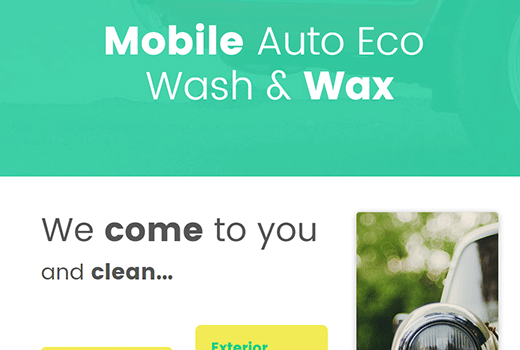 Mobile Auto Eco
Wash & Wax
We come to you
and clean...
Exterior